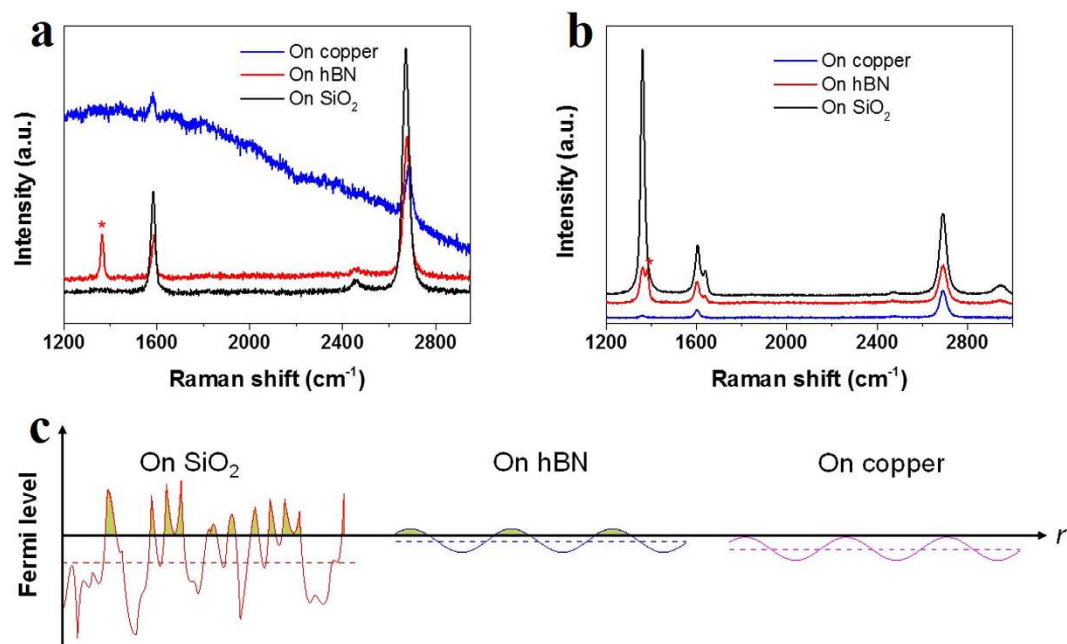 a
On copper
On hBN
On SiO₂
*
Intensity (a.u.)
1200 1600 2000 2400 2800
Raman shift (cm⁻¹)
b
On copper
On hBN
On SiO₂
*
Intensity (a.u.)
1200 1600 2000 2400 2800
Raman shift (cm⁻¹)
c
On SiO₂ On hBN On copper
Fermi level
r